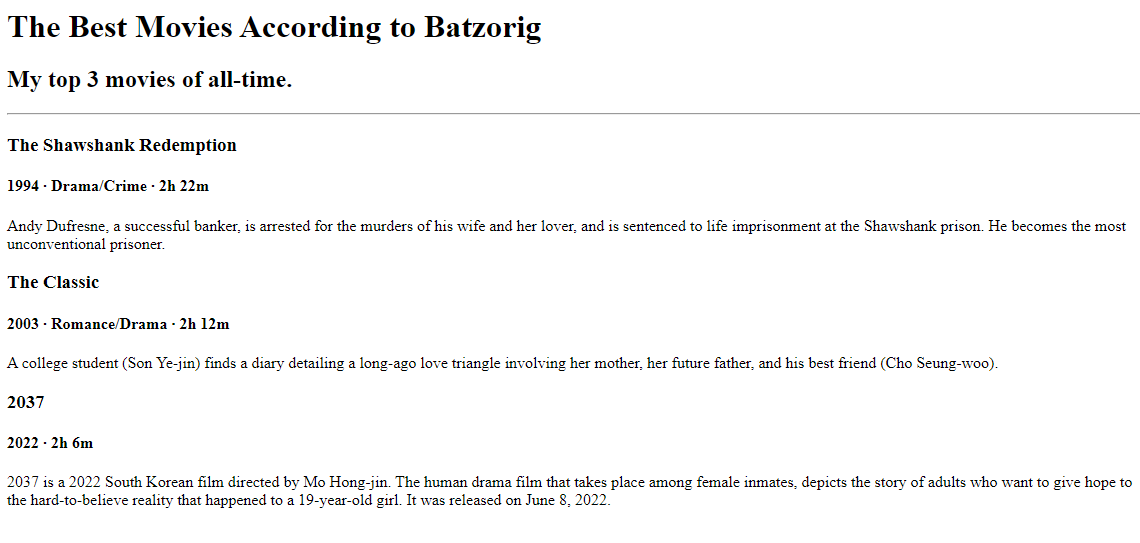 The Best Movies According to Batzorig
My top 3 movies of all-time.
The Shawshank Redemption
1994 · Drama/Crime · 2h 22m
Andy Dufresne, a successful banker, is arrested for the murders of his wife and her lover, and is sentenced to life imprisonment at the Shawshank prison. He becomes the most
unconventional prisoner.
The Classic
2003 · Romance/Drama · 2h 12m
A college student (Son Ye-jin) finds a diary detailing a long-ago love triangle involving her mother, her future father, and his best friend (Cho Seung-woo).
2037
2022 · 2h 6m
2037 is a 2022 South Korean film directed by Mo Hong-jin. The human drama film that takes place among female inmates, depicts the story of adults who want to give hope to
the hard-to-believe reality that happened to a 19-year-old girl. It was released on June 8, 2022.